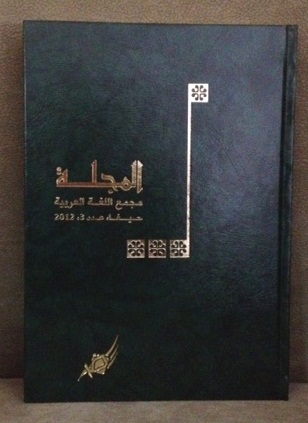 المجلة
مجمع اللغة العربية
حيفا، عدد 3، 2012